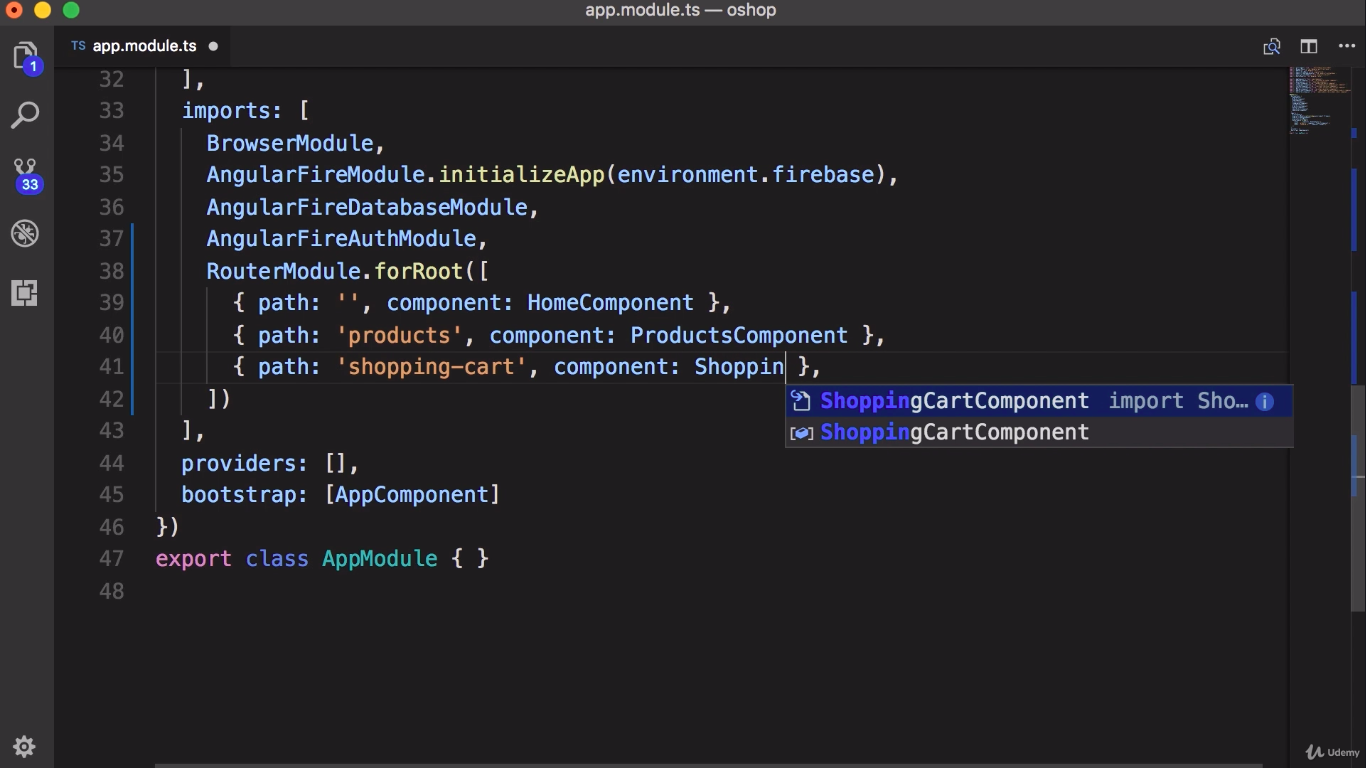 app.module.ts — oshop
TS app.module.ts
1
33
32 ],
33 imports: [
34 BrowserModule,
35 AngularFireModule.initializeApp(environment.firebase),
36 AngularFireDatabaseModule,
37 AngularFireAuthModule,
38 RouterModule.forRoot([
39 { path: '', component: HomeComponent },
40 { path: 'products', component: ProductsComponent },
41 { path: 'shopping-cart', component: Shoppin },
ShoppingCartComponent import Sho...
ShoppingCartComponent
42 ])
43 ],
44 providers: [],
45 bootstrap: [AppComponent]
46 })
47 export class AppModule { }
48
Udemy